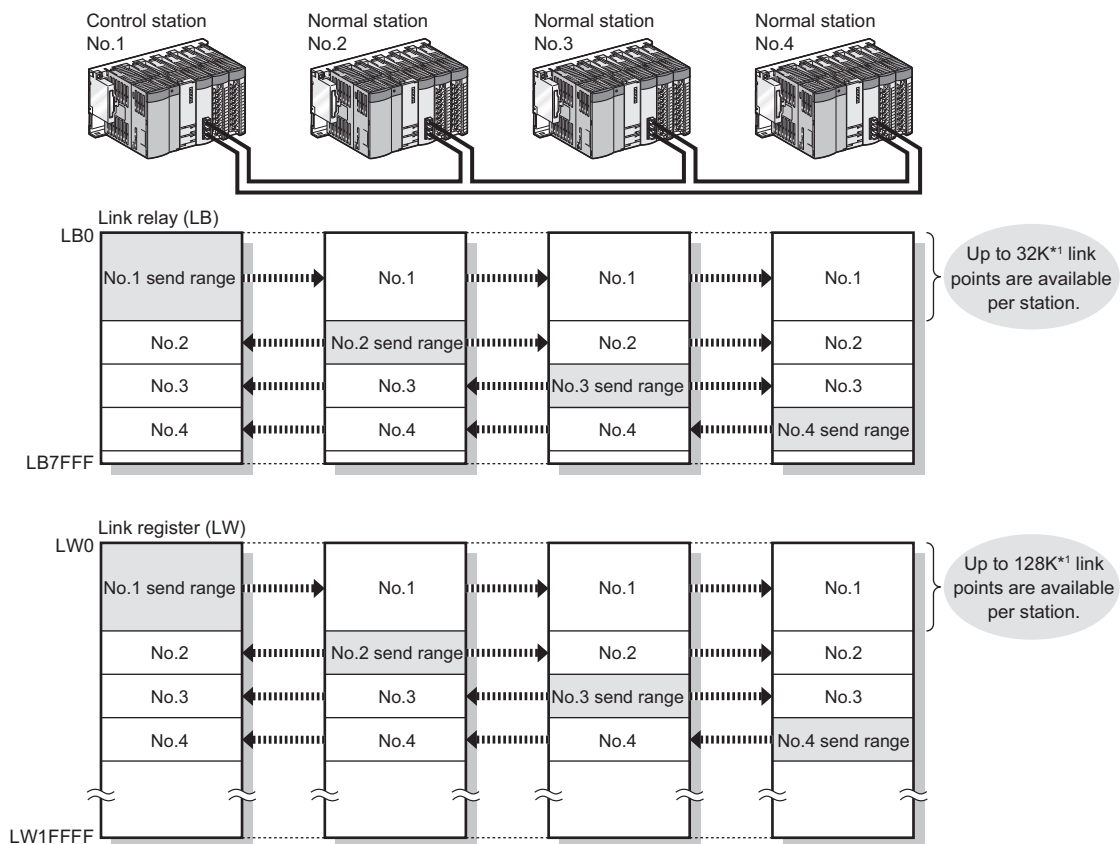 Control station
No.1
Normal station
No.2
Normal station
No.3
Normal station
No.4
Link relay (LB)
LB0
No.1 send range
No.1
No.1
No.1
Up to 32K*1 link
points are available
per station.
No.2
No.2 send range
No.2
No.2
No.3
No.3
No.3 send range
No.3
No.4
No.4
No.4
No.4 send range
LB7FFF
Link register (LW)
LW0
No.1 send range
No.1
No.1
No.1
Up to 128K*1 link
points are available
per station.
No.2
No.2 send range
No.2
No.2
No.3
No.3
No.3 send range
No.3
No.4
No.4
No.4
No.4 send range
LW1FFFF